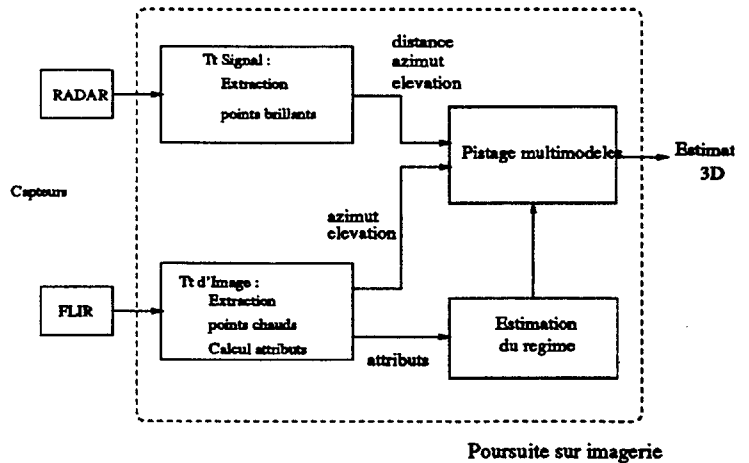 Tt Signal :
Extraction
points brillants
distance
azimut
elevation
RADAR
Pistage multimodeles
Estimat
3D
Capteurs
azimut
elevation
Tt d'Image :
Extraction
points chauds
Calcul attributs
FLIR
attributs
Estimation
du regime
Poursuite sur imagerie